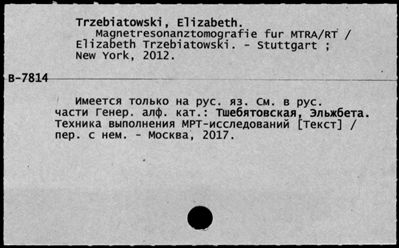 Trzebiatowski, Elizabeth.
Magnetresonanztomografie fur MTRA/RT /
Elizabeth Trzebiatowski. - Stuttgart ;
New York, 2012.
B-7814
Имеется только на рус. яз. См. в рус.
части Генер. алф. кат.: Тшебятовская, Эльжбета.
Техника выполнения МРТ-исследований [Текст] /
пер. с нем. - Москва, 2017.